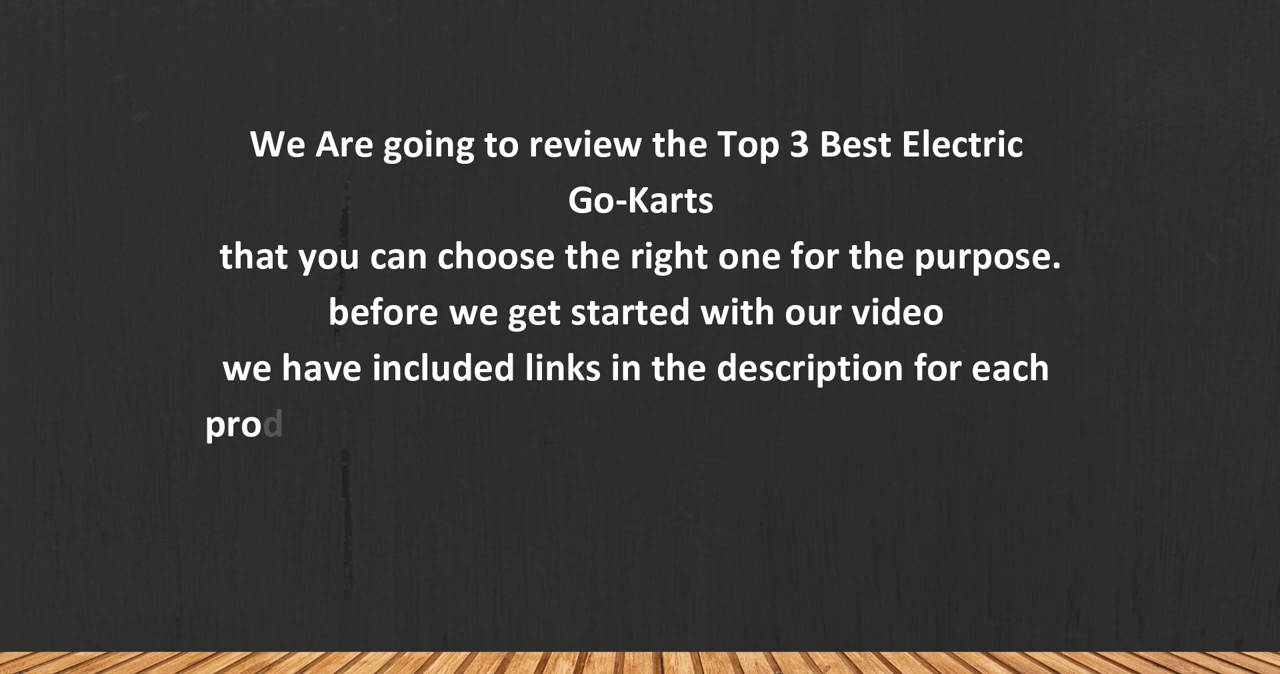 We Are going to review the Top 3 Best Electric
Go-Karts
that you can choose the right one for the purpose.
before we get started with our video
we have included links in the description for each
prod